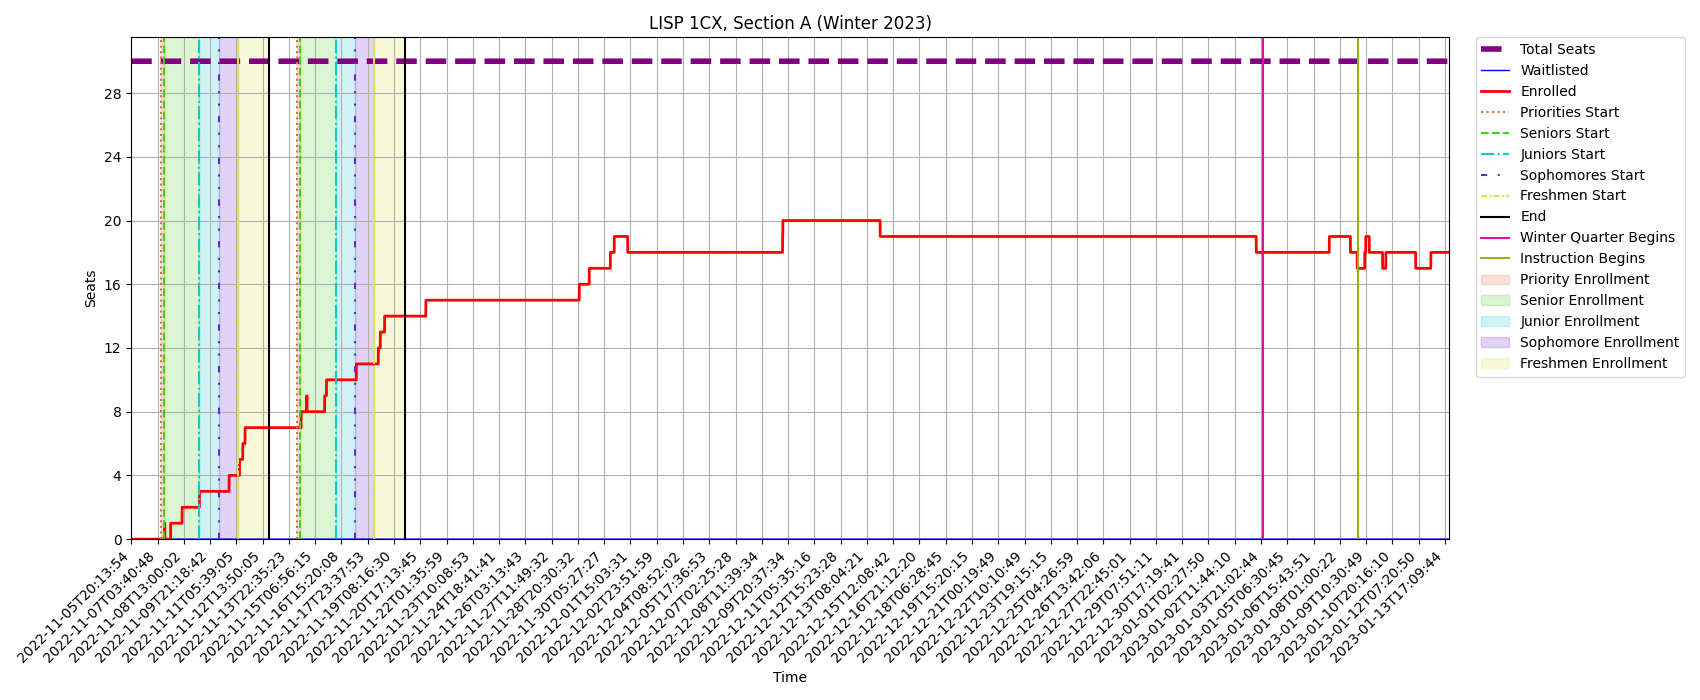 LISP 1CX, Section A (Winter 2023)
Seats
28
24
20
16
12
8
4
0
2022-11-05T20:13:54
2022-11-07T03:40:48
2022-11-08T13:00:02
2022-11-09T21:18:42
2022-11-11T05:39:05
2022-11-12T13:50:05
2022-11-13T22:35:23
2022-11-15T06:56:15
2022-11-16T15:20:08
2022-11-17T23:37:53
2022-11-19T08:16:30
2022-11-20T17:13:45
2022-11-22T01:35:59
2022-11-23T10:08:53
2022-11-24T18:41:41
2022-11-26T03:13:43
2022-11-27T11:49:32
2022-11-28T20:30:32
2022-11-30T05:27:27
2022-12-01T15:03:31
2022-12-02T23:51:59
2022-12-04T08:52:02
2022-12-05T17:36:53
2022-12-07T02:25:28
2022-12-08T11:39:34
2022-12-09T20:37:34
2022-12-11T05:35:16
2022-12-12T15:23:28
2022-12-13T08:04:21
2022-12-15T12:08:42
2022-12-16T21:12:20
2022-12-18T06:28:45
2022-12-19T15:20:15
2022-12-21T00:19:49
2022-12-22T10:10:49
2022-12-23T19:15:15
2022-12-25T04:26:59
2022-12-26T13:42:06
2022-12-27T22:45:01
2022-12-29T07:51:11
2022-12-30T17:19:41
2023-01-01T02:27:50
2023-01-02T11:44:10
2023-01-03T21:02:44
2023-01-05T06:30:45
2023-01-06T15:43:51
2023-01-08T01:00:22
2023-01-09T10:30:49
2023-01-10T20:16:10
2023-01-12T07:20:50
2023-01-13T17:09:44
Time
Total Seats
Waitlisted
Enrolled
Priorities Start
Seniors Start
Juniors Start
Sophomores Start
Freshmen Start
End
Winter Quarter Begins
Instruction Begins
Priority Enrollment
Senior Enrollment
Junior Enrollment
Sophomore Enrollment
Freshmen Enrollment